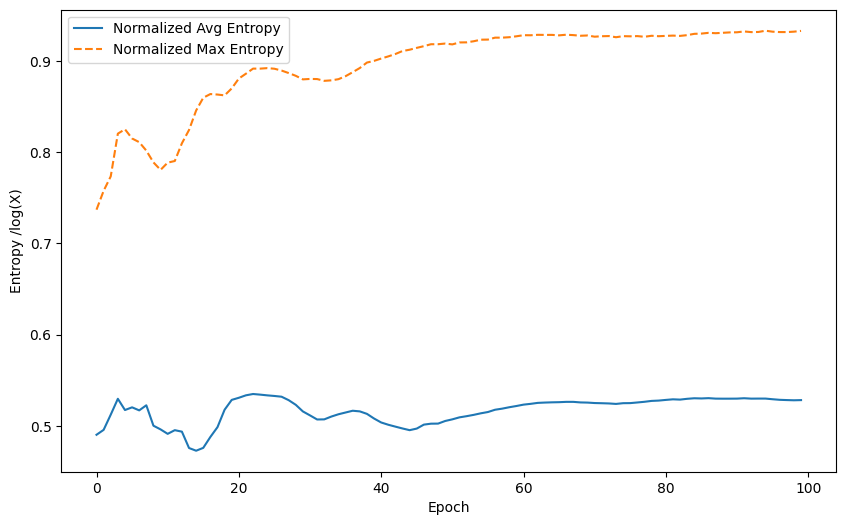 Normalized Avg Entropy
Normalized Max Entropy
Entropy /log(X)
0.9
0.8
0.7
0.6
0.5
0 20 40 60 80 100
Epoch